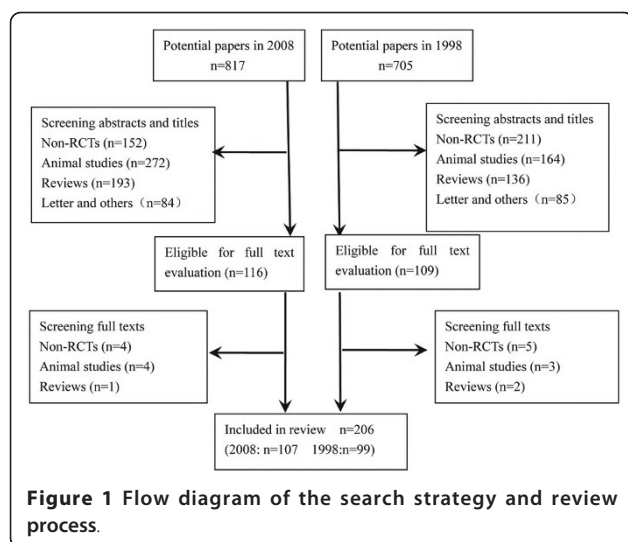 Potential papers in 2008
n=817
Potential papers in 1998
n=705
Screening abstracts and titles
Non-RCTs (n=152)
Animal studies (n=272)
Reviews (n=193)
Letter and others（n=84）
Screening abstracts and titles
Non-RCTs (n=211)
Animal studies (n=164)
Reviews (n=136)
Letter and others（n=85）
Eligible for full text
evaluation (n=116)
Eligible for full text
evaluation (n=109)
Screening full texts
Non-RCTs (n=4)
Animal studies (n=4)
Reviews (n=1)
Screening full texts
Non-RCTs (n=5)
Animal studies (n=3)
Reviews (n=2)
Included in review n=206
(2008: n=107 1998:n=99)
Figure 1 Flow diagram of the search strategy and review
process.